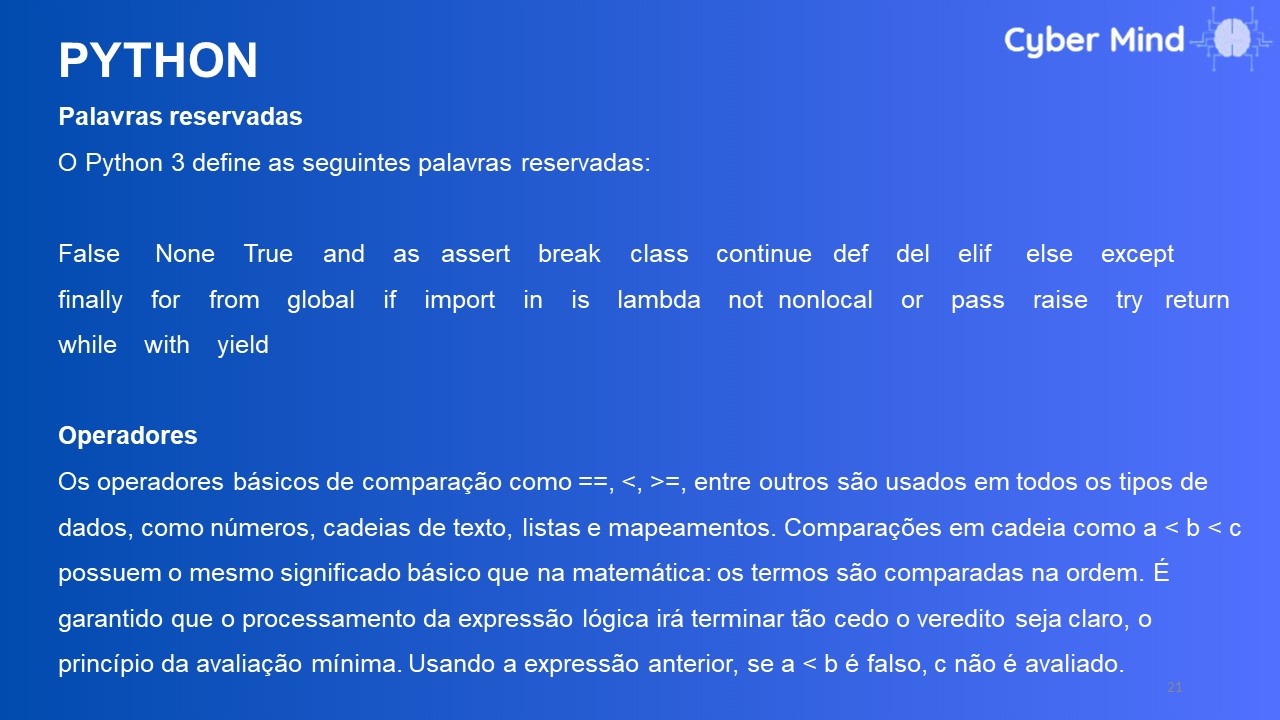 PYTHON
Cyber Mind
Palavras reservadas
O Python 3 define as seguintes palavras reservadas:
False None True and as assert break class continue def del elif else except
finally for from global if import in is lambda not nonlocal or pass raise try return
while with yield
Operadores
Os operadores básicos de comparação como ==, <, >=, entre outros são usados em todos os tipos de
dados, como números, cadeias de texto, listas e mapeamentos. Comparações em cadeia como a < b < c
possuem o mesmo significado básico que na matemática: os termos são comparadas na ordem. É
garantido que o processamento da expressão lógica irá terminar tão cedo o veredito seja claro, o
princípio da avaliação mínima. Usando a expressão anterior, se a < b é falso, c não é avaliado.
21